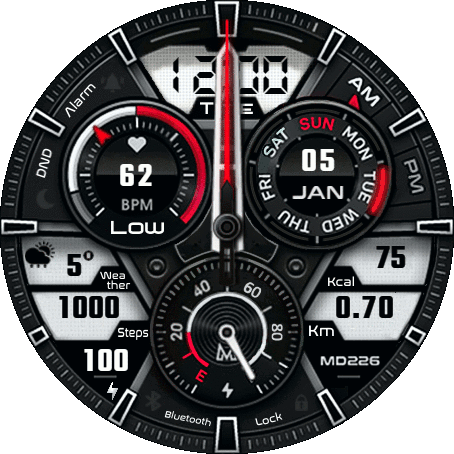 12:00
TIME
Alarm
AM
DND
PM
62
BPM
Low
SUN
MON
TUE
WED
THU
FRI
SAT
05
JAN
5°
Wea
ther
1000
Steps
100
75
Kcal
0.70
Km
MD226
E
20
40
60
80
Bluetooth
Lock